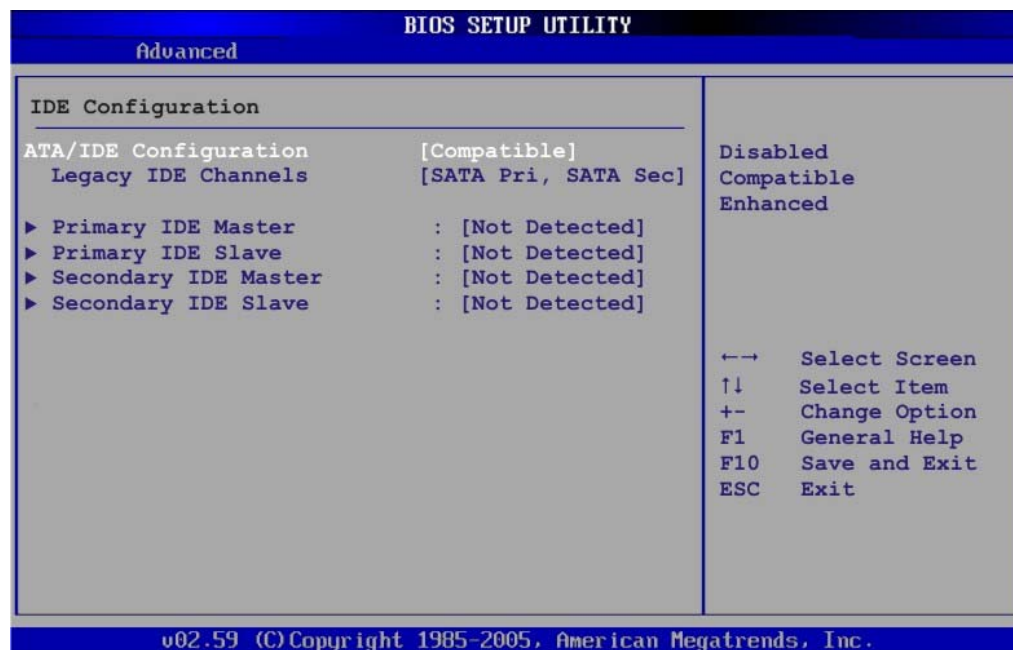 BIOS SETUP UTILITY
Advanced
IDE Configuration
ATA/IDE Configuration [Compatible]
Legacy IDE Channels [SATA Pri, SATA Sec]
▶ Primary IDE Master : [Not Detected]
▶ Primary IDE Slave : [Not Detected]
▶ Secondary IDE Master : [Not Detected]
▶ Secondary IDE Slave : [Not Detected]
Disabled
Compatible
Enhanced
←→ Select Screen
↑↓ Select Item
+- Change Option
F1 General Help
F10 Save and Exit
ESC Exit
v02.59 (C)Copyright 1985-2005, American Megatrends, Inc.